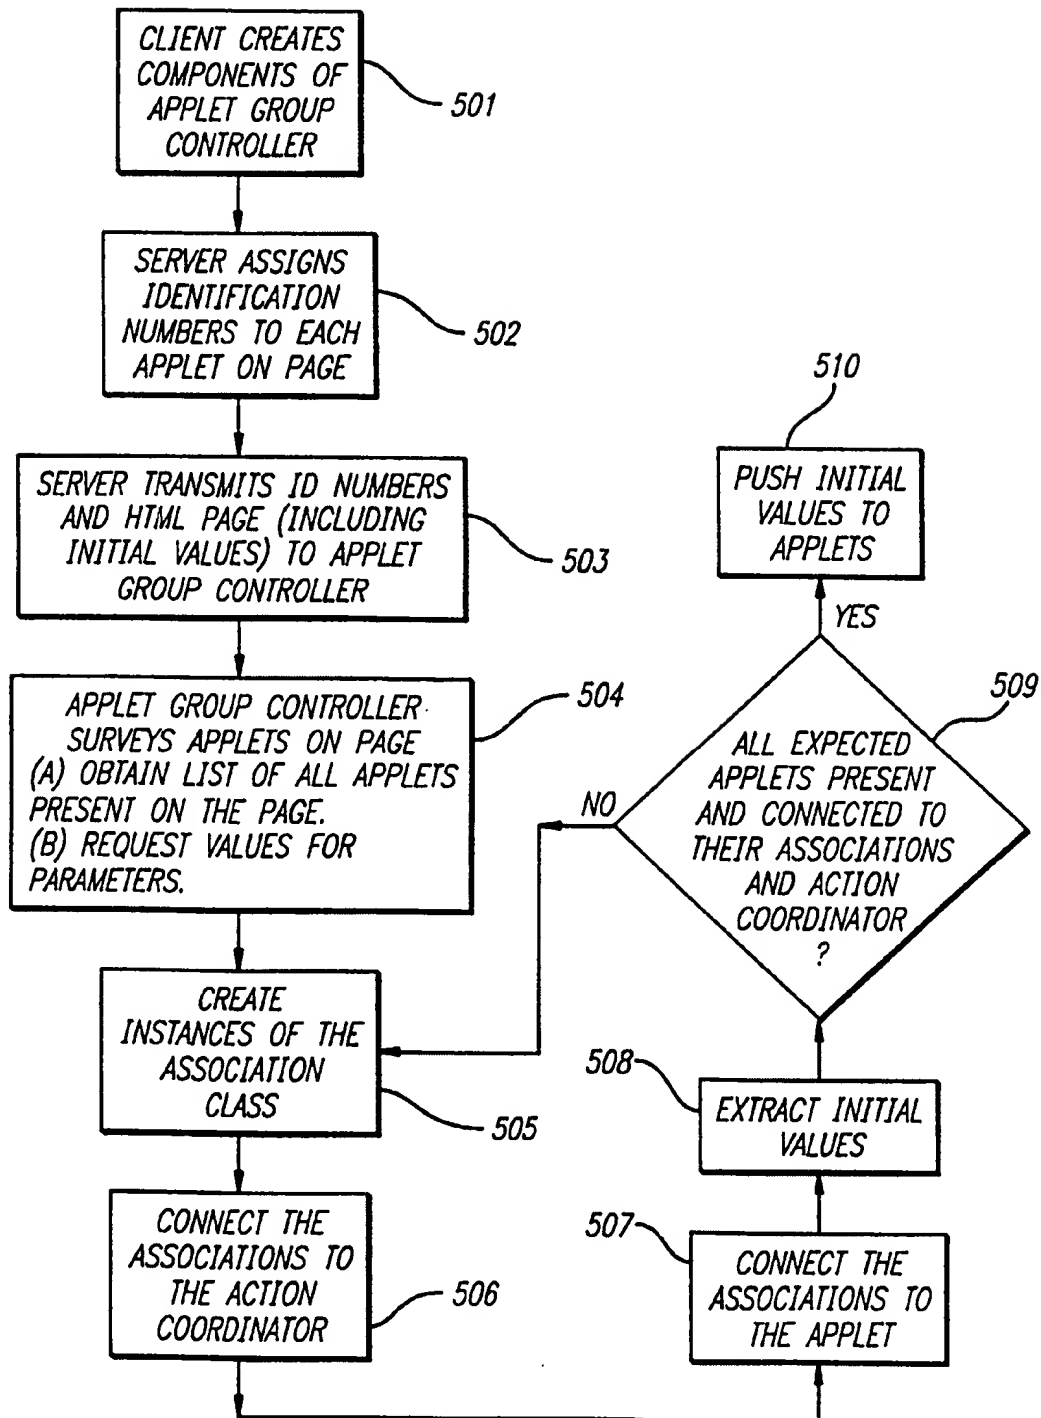 CLIENT CREATES
COMPONENTS OF
APPLET GROUP
CONTROLLER
501
SERVER ASSIGNS
IDENTIFICATION
NUMBERS TO EACH
APPLET ON PAGE
502
SERVER TRANSMITS ID NUMBERS
AND HTML PAGE (INCLUDING
INITIAL VALUES) TO APPLET
GROUP CONTROLLER
503
APPLET GROUP CONTROLLER
SURVEYS APPLETS ON PAGE
(A) OBTAIN LIST OF ALL APPLETS
PRESENT ON THE PAGE.
(B) REQUEST VALUES FOR
PARAMETERS.
504
CREATE
INSTANCES OF THE
ASSOCIATION
CLASS
505
CONNECT THE
ASSOCIATIONS TO
THE ACTION
COORDINATOR
506
507
CONNECT THE
ASSOCIATIONS TO
THE APPLET
508
EXTRACT INITIAL
VALUES
509
ALL EXPECTED
APPLETS PRESENT
AND CONNECTED TO
THEIR ASSOCIATIONS
AND ACTION
COORDINATOR
?
NO
YES
510
PUSH INITIAL
VALUES TO
APPLETS